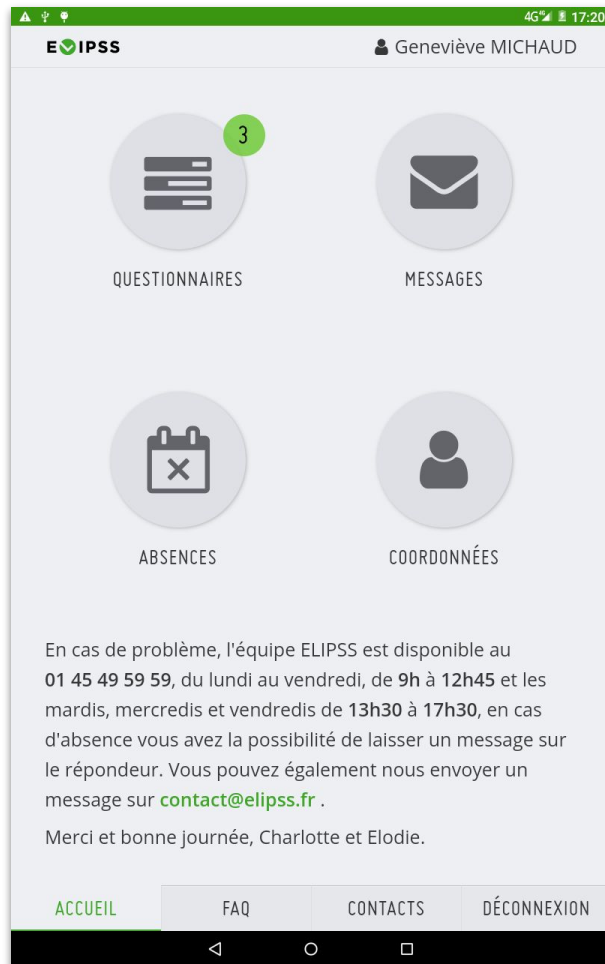 4G 17:20
ELIPSS Geneviève MICHAUD
3
QUESTIONNAIRES MESSAGES
ABSENCES COORDONNÉES
En cas de problème, l'équipe ELIPSS est disponible au
01 45 49 59 59, du lundi au vendredi, de 9h à 12h45 et les
mardis, mercredis et vendredis de 13h30 à 17h30, en cas
d'absence vous avez la possibilité de laisser un message sur
le répondeur. Vous pouvez également nous envoyer un
message sur contact@elipss.fr .
Merci et bonne journée, Charlotte et Elodie.
ACCUEIL FAQ CONTACTS DÉCONNEXION